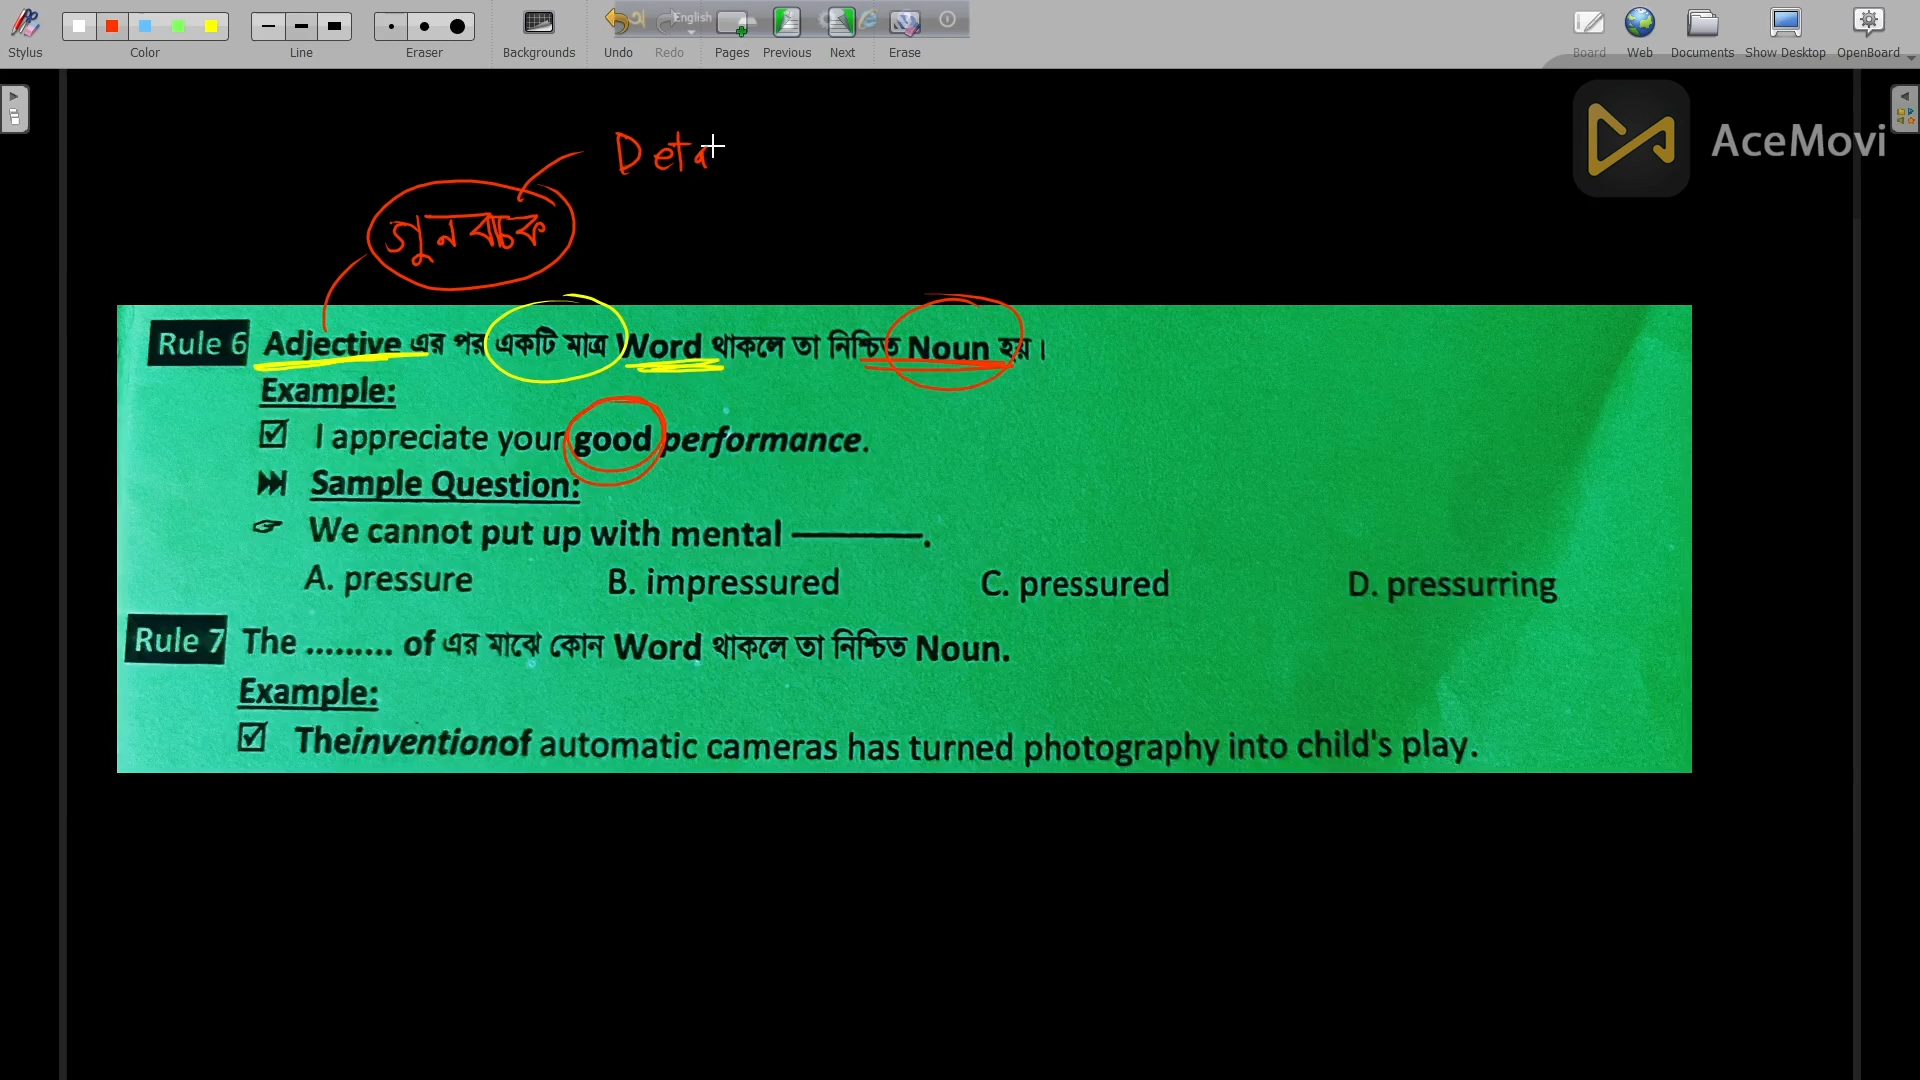 Stylus Color Line Eraser Backgrounds Undo Redo English Pages Previous Next Erase Board Web Documents Show Desktop OpenBoard
AceMovi
Deta
গুনবাচক
Rule 6 Adjective এর পর একটি মাত্র Word থাকলে তা নিশ্চিত Noun হয়।
Example:
I appreciate your good performance.
Sample Question:
We cannot put up with mental ————.
A. pressure B. impressured C. pressured D. pressurring
Rule 7 The ......... of এর মাঝে কোন Word থাকলে তা নিশ্চিত Noun.
Example:
Theinventionof automatic cameras has turned photography into child's play.